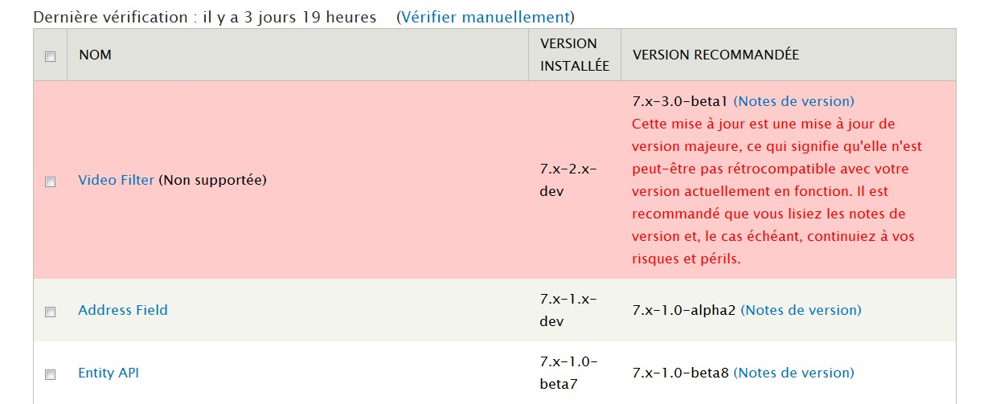 Dernière vérification : il y a 3 jours 19 heures (Vérifier manuellement)
NOM
VERSION
INSTALLÉE
VERSION RECOMMANDÉE
Video Filter (Non supportée)
7.x-2.x-
dev
7.x-3.0-beta1 (Notes de version)
Cette mise à jour est une mise à jour de
version majeure, ce qui signifie qu'elle n'est
peut-être pas rétrocompatible avec votre
version actuellement en fonction. Il est
recommandé que vous lisiez les notes de
version et, le cas échéant, continuiez à vos
risques et périls.
Address Field
7.x-1.x-
dev
7.x-1.0-alpha2 (Notes de version)
Entity API
7.x-1.0-
beta7
7.x-1.0-beta8 (Notes de version)